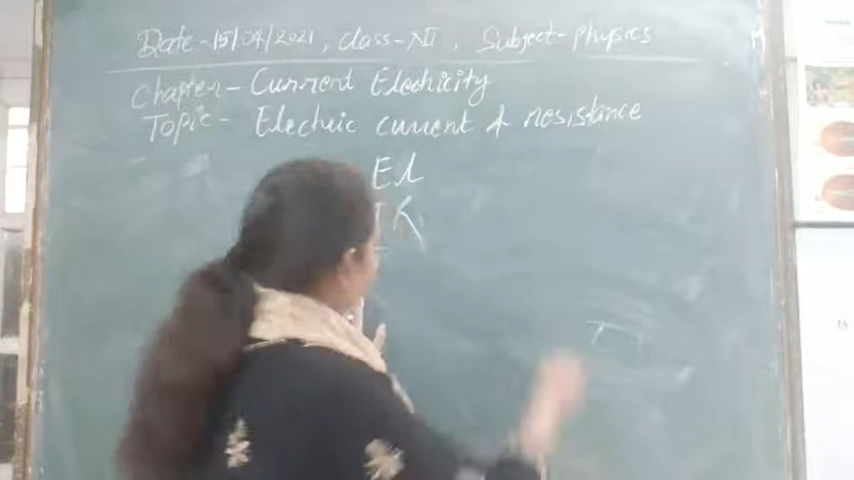 Date-15/04/2021, class-XII, Subject-Physics
Chapter- Current Electricity
Topic- Electric current & resistance
El
K